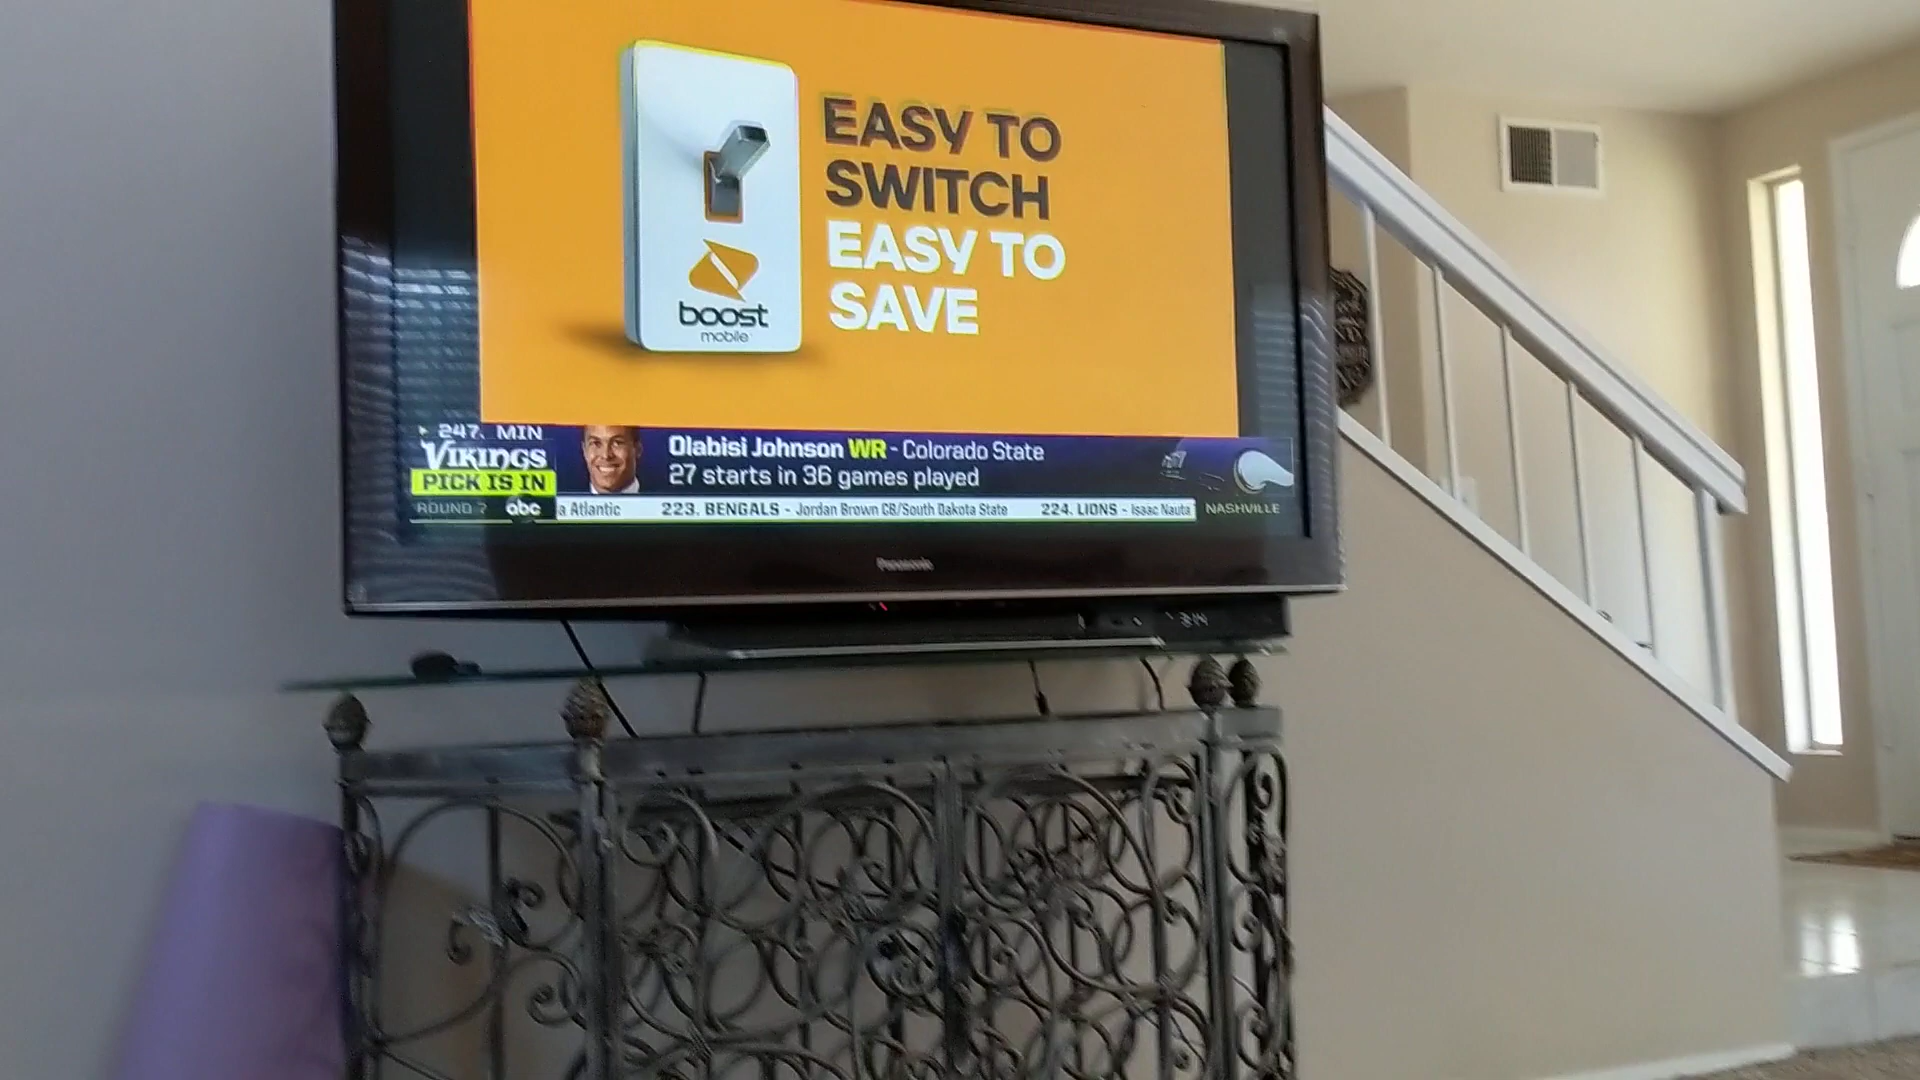 EASY TO
SWITCH
EASY TO
SAVE
boost
mobile
247. MIN
VIKINGS
PICK IS IN
ROUND 7 abc
Olabisi Johnson WR - Colorado State
27 starts in 36 games played
a Atlantic 223. BENGALS - Jordan Brown CB/South Dakota State 224. LIONS - Isaac Nauta
NASHVILLE
Panasonic
3:14